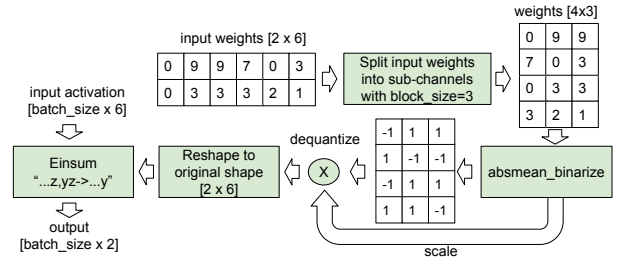 input weights [2 x 6]
0 9 9 7 0 3
0 3 3 3 2 1
Split input weights
into sub-channels
with block_size=3
weights [4x3]
0 9 9
7 0 3
0 3 3
3 2 1
input activation
[batch_size x 6]
Einsum
“...z,yz->...y”
output
[batch_size x 2]
Reshape to
original shape
[2 x 6]
dequantize
X
-1 1 1
1 -1 -1
-1 1 1
1 1 -1
absmean_binarize
scale